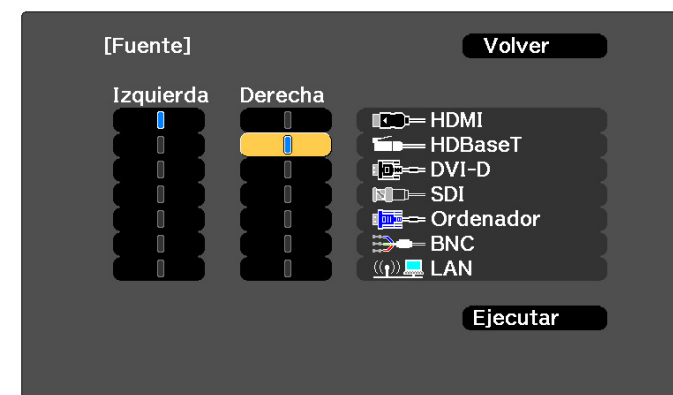 [Fuente]
Volver
Izquierda Derecha
HDMI
HDBaseT
DVI-D
SDI
Ordenador
BNC
LAN
Ejecutar